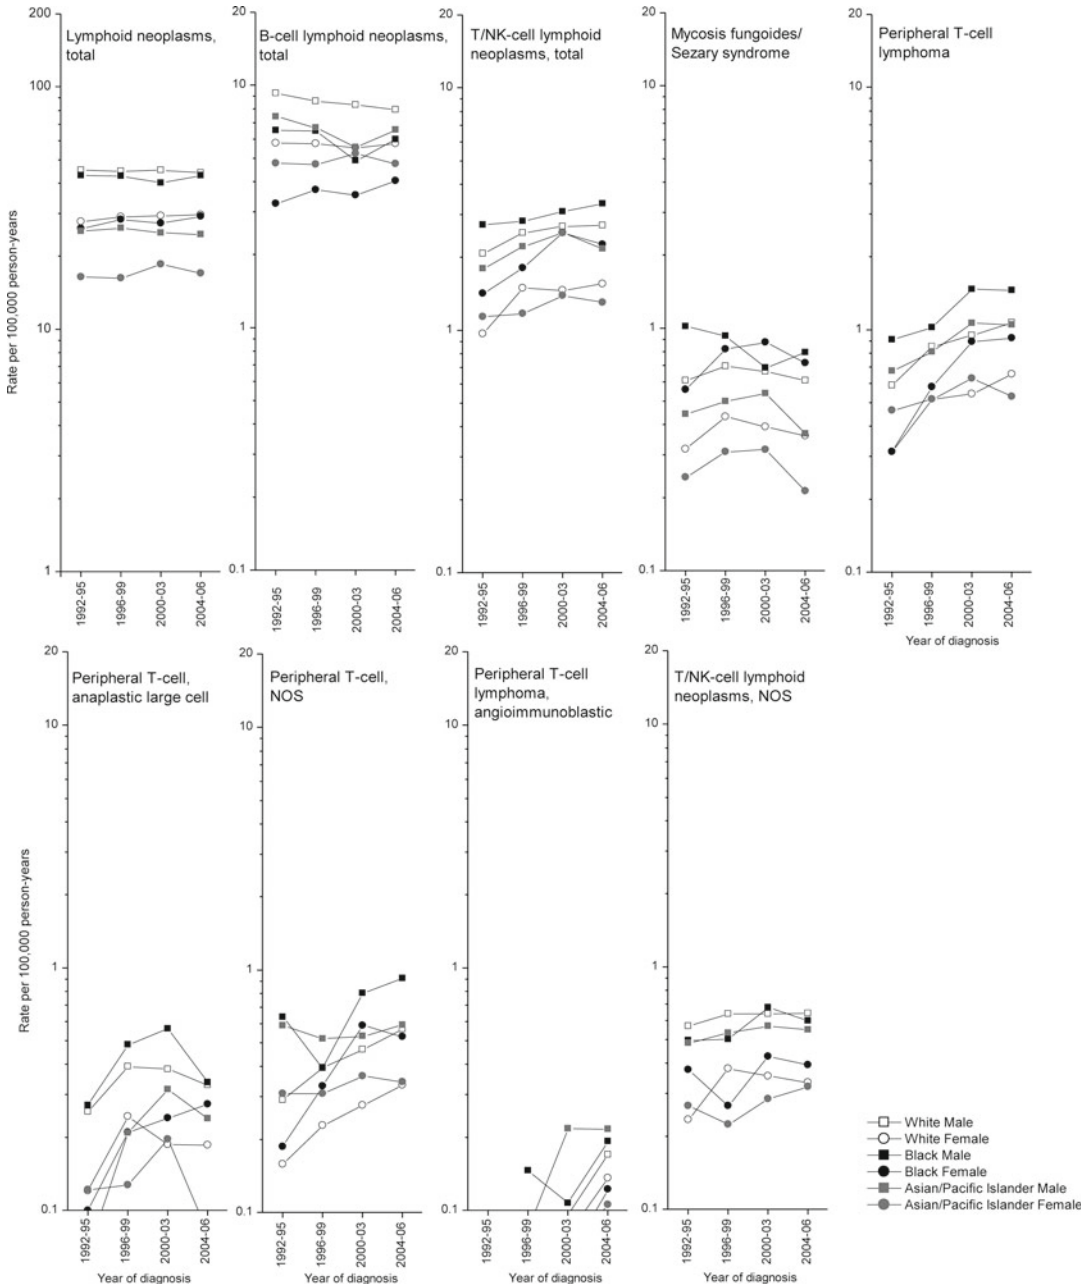 Lymphoid neoplasms,
total
200
100
10
1
Rate per 100,000 person-years
1992-95
1996-99
2000-03
2004-06
B-cell lymphoid neoplasms,
total
20
10
1
0.1
1992-95
1996-99
2000-03
2004-06
T/NK-cell lymphoid
neoplasms, total
20
10
1
0.1
1992-95
1996-99
2000-03
2004-06
Mycosis fungoides/
Sezary syndrome
20
10
1
0.1
1992-95
1996-99
2000-03
2004-06
Peripheral T-cell
lymphoma
20
10
1
0.1
1992-95
1996-99
2000-03
2004-06
Year of diagnosis
Peripheral T-cell,
anaplastic large cell
20
10
1
0.1
Rate per 100,000 person-years
1992-95
1996-99
2000-03
2004-06
Year of diagnosis
Peripheral T-cell,
NOS
20
10
1
0.1
1992-95
1996-99
2000-03
2004-06
Year of diagnosis
Peripheral T-cell
lymphoma,
angioimmunoblastic
20
10
1
0.1
1992-95
1996-99
2000-03
2004-06
Year of diagnosis
T/NK-cell lymphoid
neoplasms, NOS
20
10
1
0.1
1992-95
1996-99
2000-03
2004-06
Year of diagnosis
White Male
White Female
Black Male
Black Female
Asian/Pacific Islander Male
Asian/Pacific Islander Female